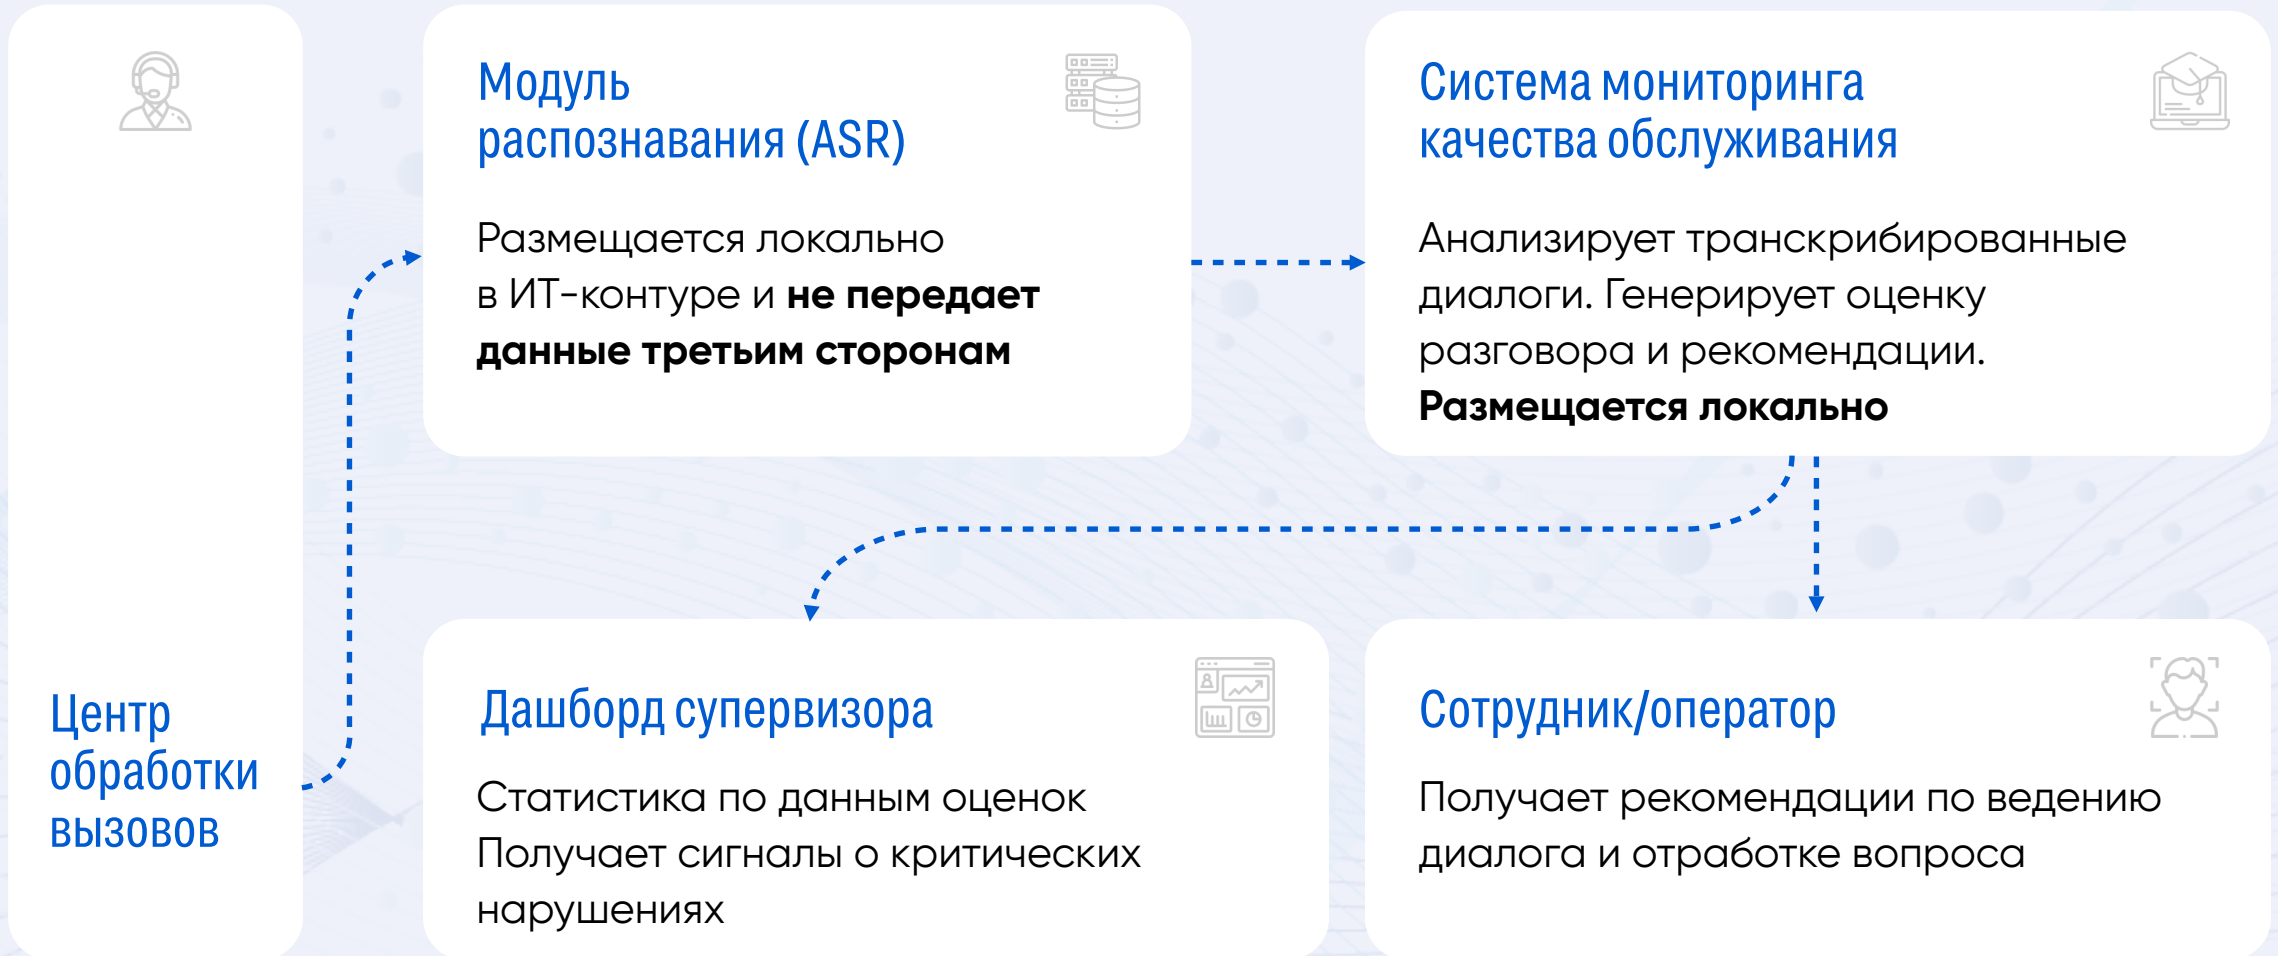 Центр
обработки
вызовов
Модуль
распознавания (ASR)
Размещается локально
в ИТ-контуре и не передает
данные третьим сторонам
Система мониторинга
качества обслуживания
Анализирует транскрибированные
диалоги. Генерирует оценку
разговора и рекомендации.
Размещается локально
Дашборд супервизора
Статистика по данным оценок
Получает сигналы о критических
нарушениях
Сотрудник/оператор
Получает рекомендации по ведению
диалога и отработке вопроса